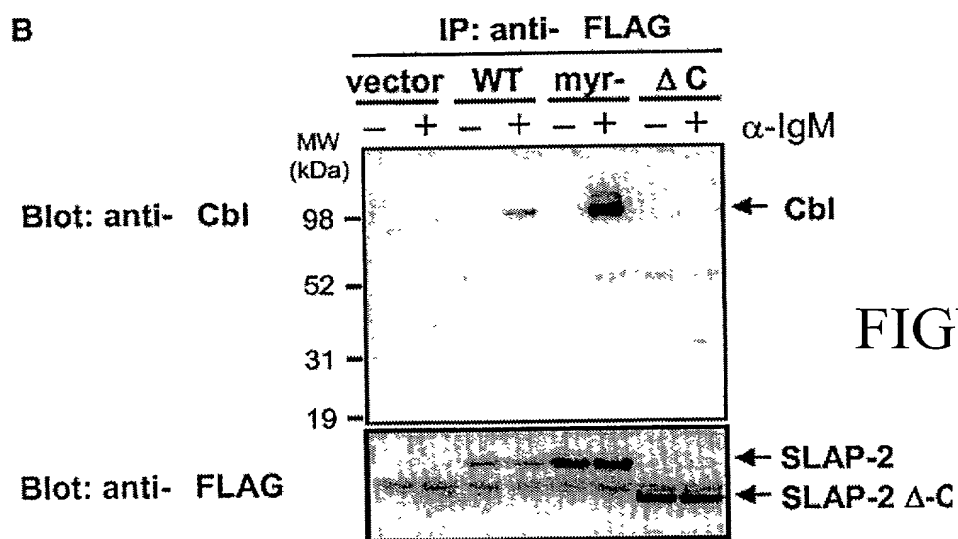 B
IP: anti- FLAG
vector WT myr- Δ C
– + – + – + – + α-IgM
MW
(kDa)
Blot: anti- Cbl
98
Cbl
52
FIG
31
19
SLAP-2
Blot: anti- FLAG
SLAP-2 Δ-C